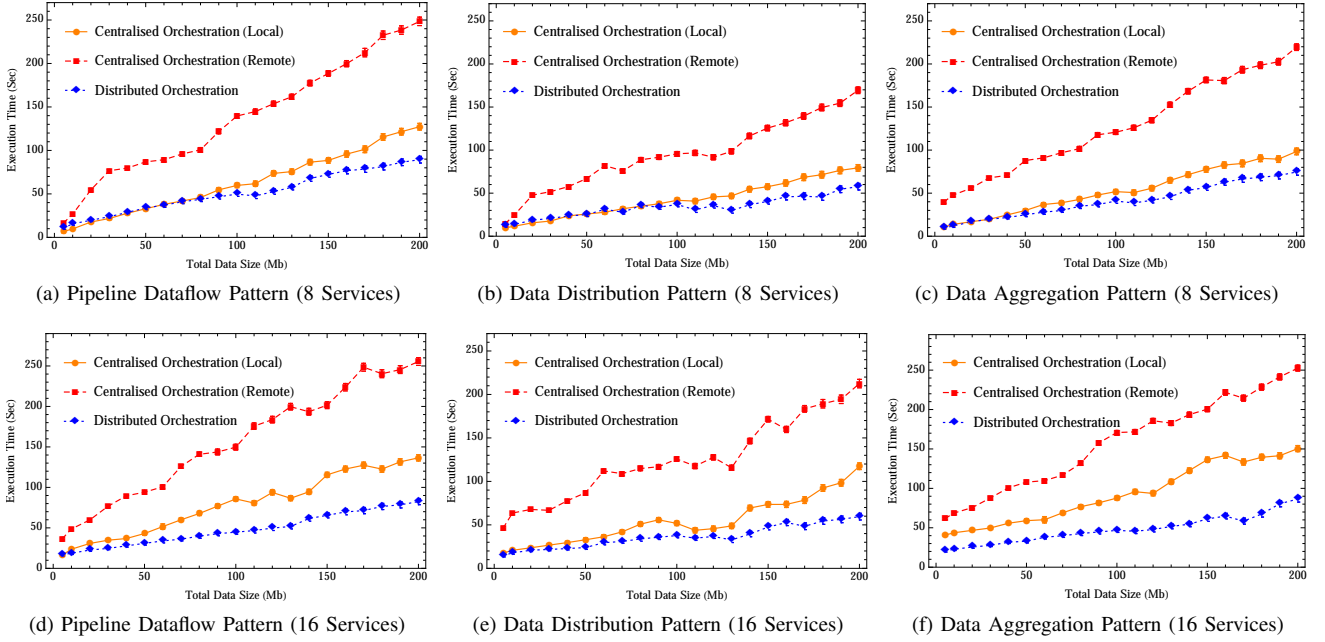 250
200
150
100
50
0
Execution Time (Sec)
Centralised Orchestration (Local)
Centralised Orchestration (Remote)
Distributed Orchestration
0
50
100
150
200
Total Data Size (Mb)
(a) Pipeline Dataflow Pattern (8 Services)
250
200
150
100
50
0
Execution Time (Sec)
Centralised Orchestration (Local)
Centralised Orchestration (Remote)
Distributed Orchestration
0
50
100
150
200
Total Data Size (Mb)
(b) Data Distribution Pattern (8 Services)
250
200
150
100
50
0
Execution Time (Sec)
Centralised Orchestration (Local)
Centralised Orchestration (Remote)
Distributed Orchestration
0
50
100
150
200
Total Data Size (Mb)
(c) Data Aggregation Pattern (8 Services)
250
200
150
100
50
0
Execution Time (Sec)
Centralised Orchestration (Local)
Centralised Orchestration (Remote)
Distributed Orchestration
0
50
100
150
200
Total Data Size (Mb)
(d) Pipeline Dataflow Pattern (16 Services)
250
200
150
100
50
0
Execution Time (Sec)
Centralised Orchestration (Local)
Centralised Orchestration (Remote)
Distributed Orchestration
0
50
100
150
200
Total Data Size (Mb)
(e) Data Distribution Pattern (16 Services)
250
200
150
100
50
0
Execution Time (Sec)
Centralised Orchestration (Local)
Centralised Orchestration (Remote)
Distributed Orchestration
0
50
100
150
200
Total Data Size (Mb)
(f) Data Aggregation Pattern (16 Services)